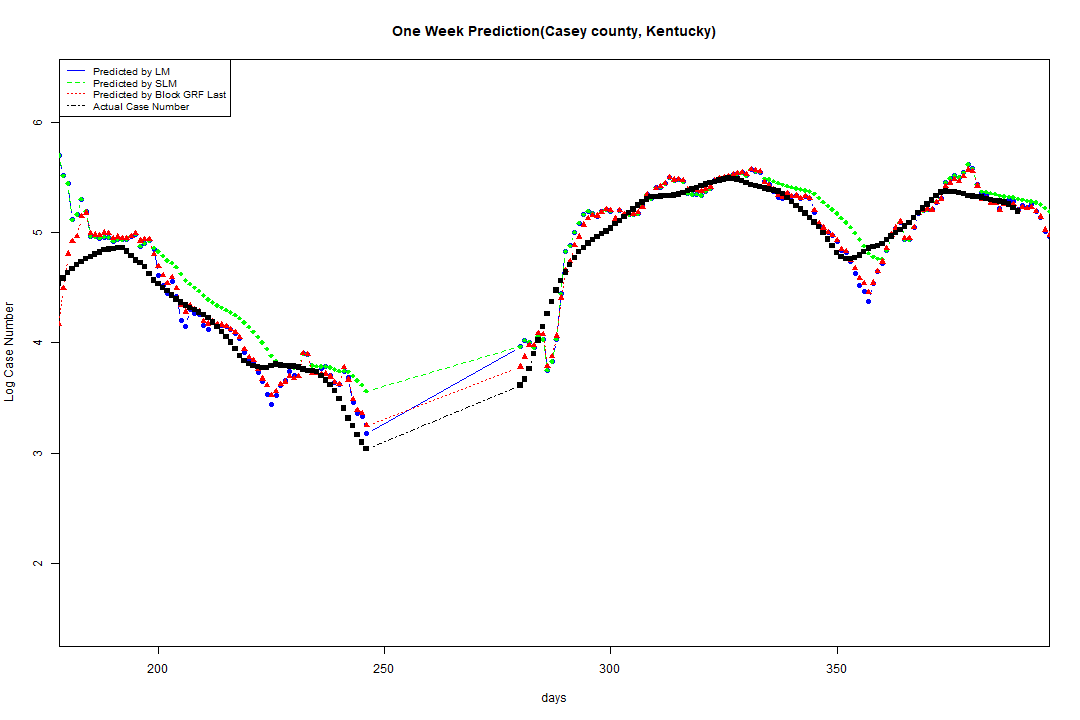 One Week Prediction(Casey county, Kentucky)
Predicted by LM
Predicted by SLM
Predicted by Block GRF Last
Actual Case Number
Log Case Number
6
5
4
3
2
200
250
300
350
days